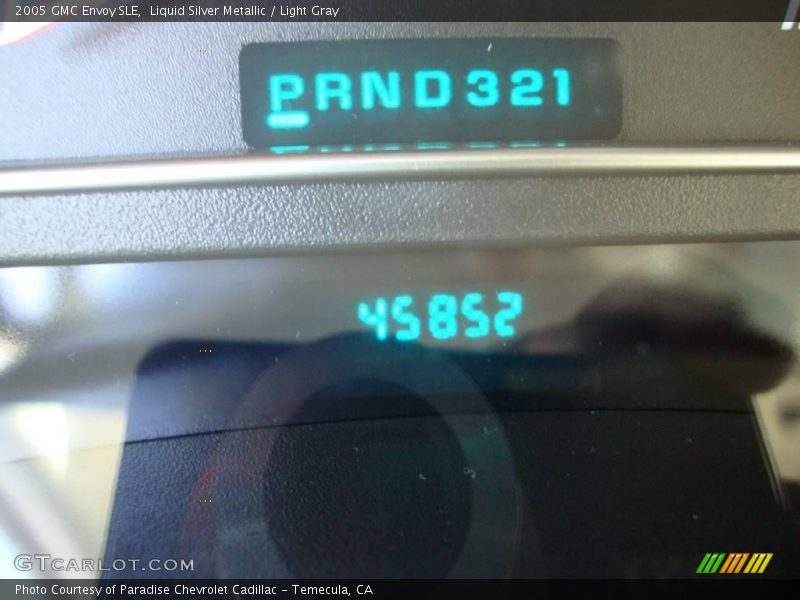 2005 GMC Envoy SLE, Liquid Silver Metallic / Light Gray
PRND321
45852
GTCARLOT.COM
Photo Courtesy of Paradise Chevrolet Cadillac - Temecula, CA